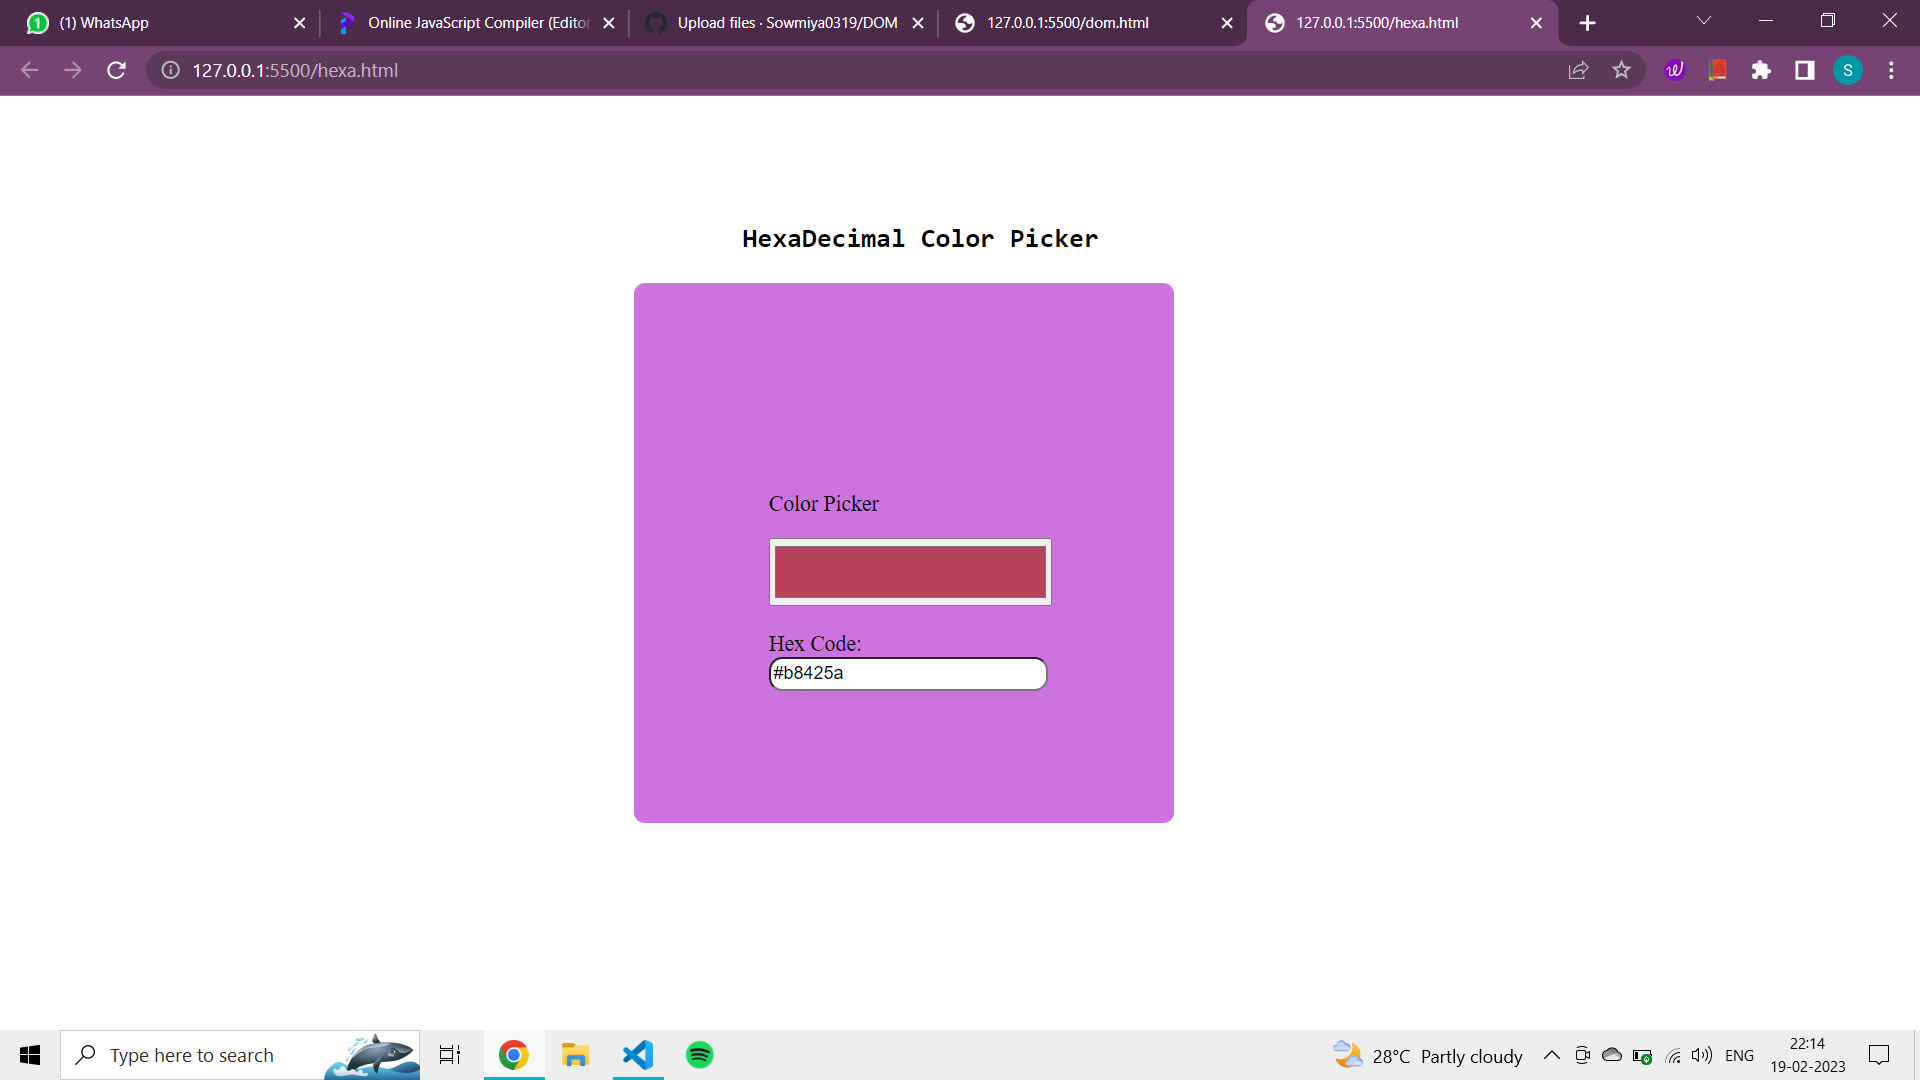 (1) WhatsApp
Online JavaScript Compiler (Editor
Upload files · Sowmiya0319/DOM
127.0.0.1:5500/dom.html
127.0.0.1:5500/hexa.html
127.0.0.1:5500/hexa.html
S
HexaDecimal Color Picker
Color Picker
Hex Code:
#b8425a
Type here to search
28°C Partly cloudy
ENG
22:14
19-02-2023